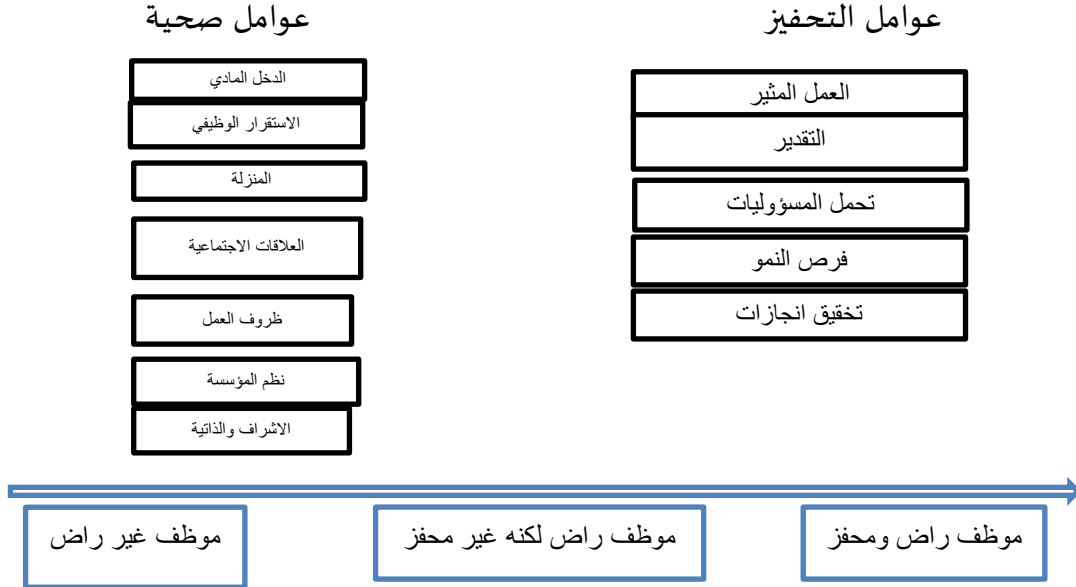 عوامل التحفيز
عوامل صحية
العمل المثير
التقدير
تحمل المسؤوليات
فرص النمو
تخقيق انجازات
الدخل المادي
الاستقرار الوظيفي
المنزلة
العلاقات الاجتماعية
ظروف العمل
نظم المؤسسة
الاشراف والذاتية
موظف راض ومحفز
موظف راض لكنه غير محفز
موظف غير راض